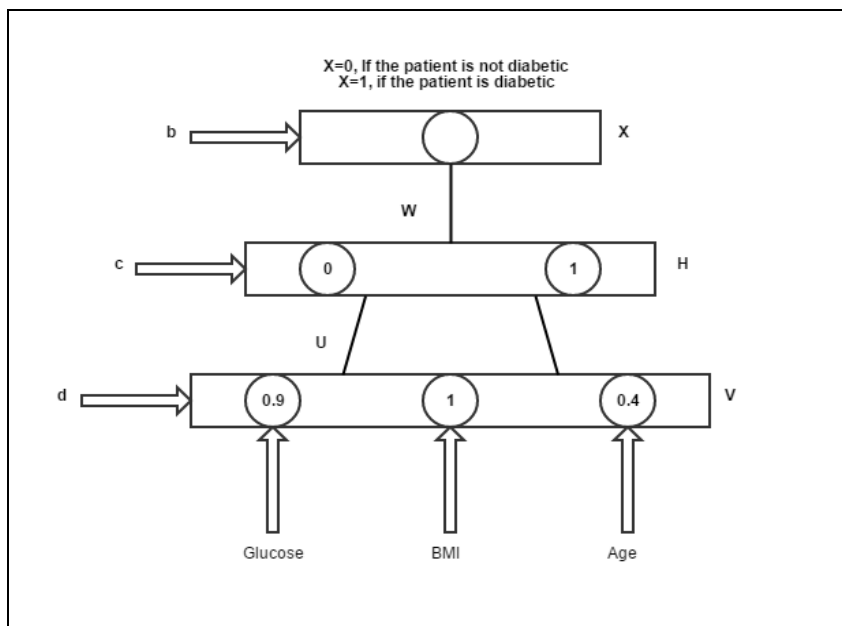 X=0, If the patient is not diabetic
X=1, if the patient is diabetic
b
X
W
c
0
1
H
U
d
0.9
1
0.4
V
Glucose
BMI
Age